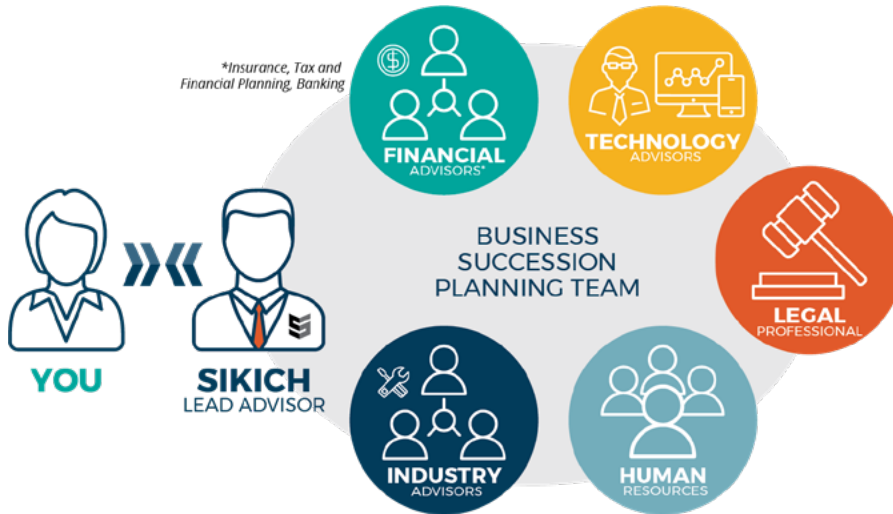 *Insurance, Tax and
Financial Planning, Banking
FINANCIAL
ADVISORS*
TECHNOLOGY
ADVISORS
BUSINESS
SUCCESSION
PLANNING TEAM
LEGAL
PROFESSIONAL
YOU
SIKICH
LEAD ADVISOR
INDUSTRY
ADVISORS
HUMAN
RESOURCES